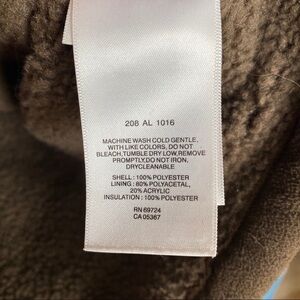 208 AL 1016
MACHINE WASH COLD GENTLE,
WITH LIKE COLORS, DO NOT
BLEACH,TUMBLE DRY LOW,REMOVE
PROMPTLY.DO NOT IRON,
DRYCLEANABLE.
SHELL : 100% POLYESTER
LINING : 80% POLYACETAL,
20% ACRYLIC
INSULATION : 100% POLYESTER
RN 69724
CA 05367